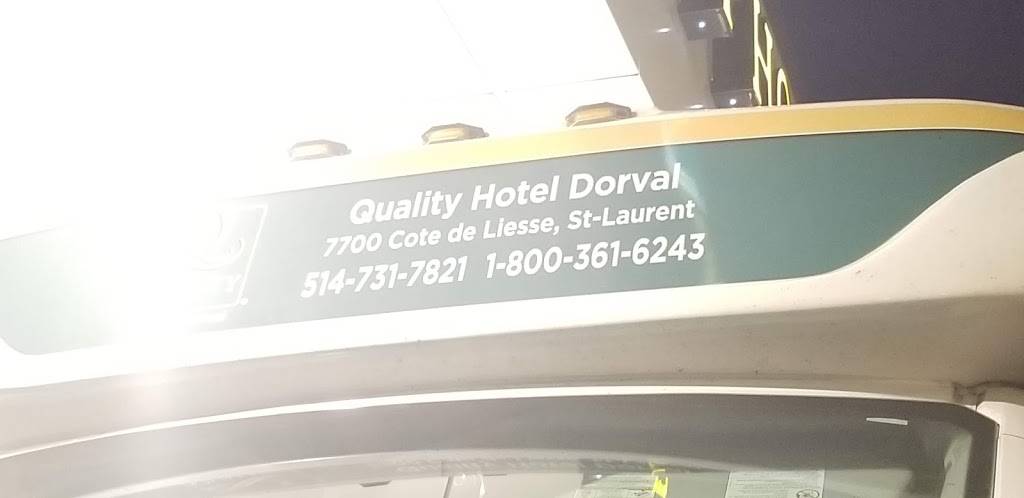 Quality Hotel Dorval
7700 Cote de Liesse, St-Laurent
514-731-7821 1-800-361-6243